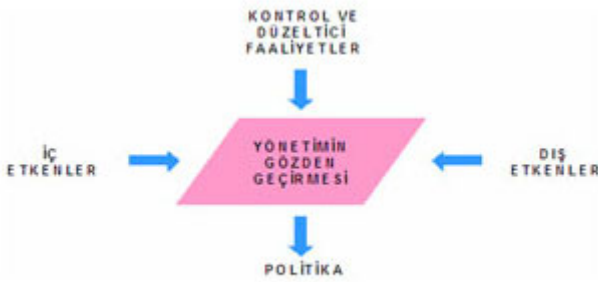 KONTROL VE
DÜZELTİCİ
FAALİYETLER
İÇ
ETKENLER
YÖNETİMİN
GÖZDEN
GEÇİRMESİ
DIŞ
ETKENLER
POLİTİKA